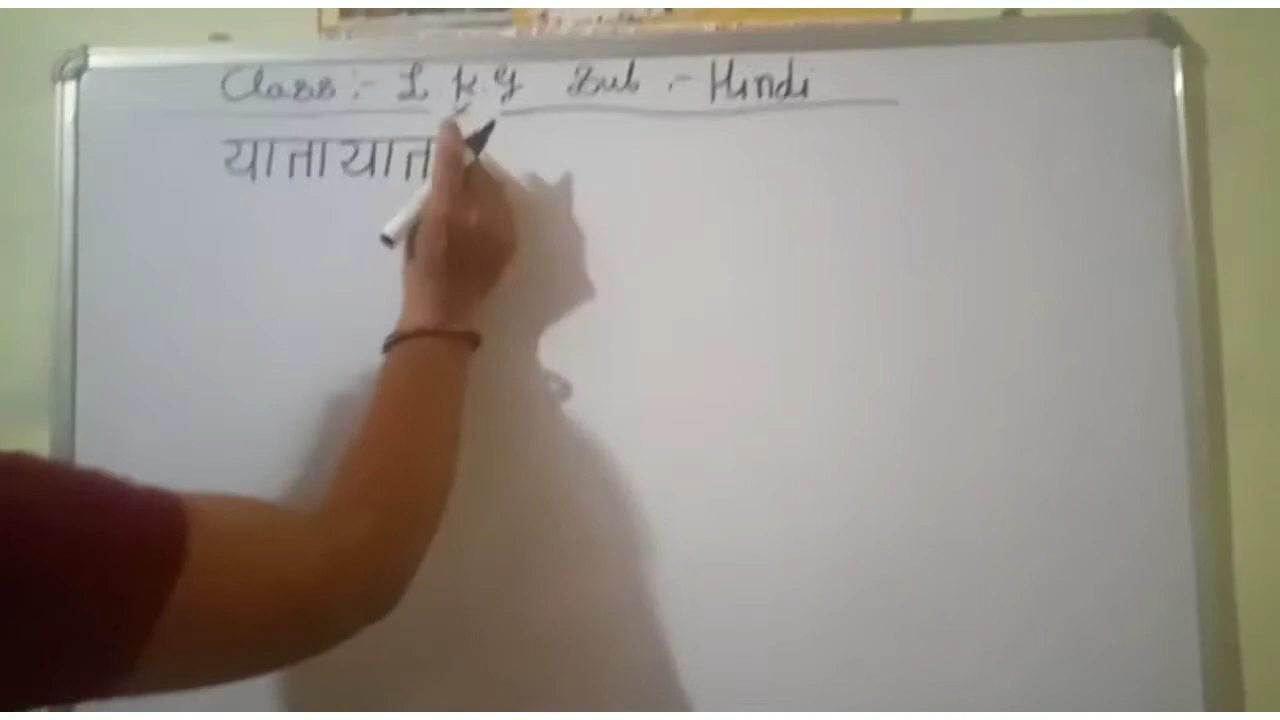 Class :- L.K.G Sub :- Hindi
यातायात